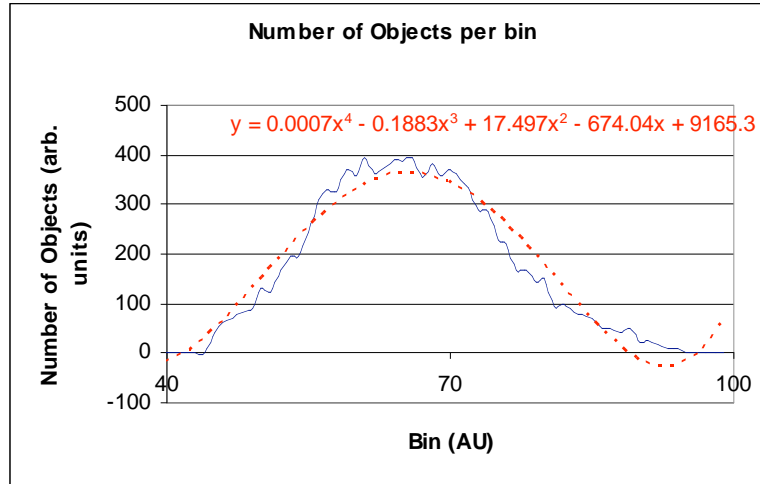 Number of Objects per bin
y = 0.0007x⁴ - 0.1883x³ + 17.497x² - 674.04x + 9165.3
Number of Objects (arb.
units)
500
400
300
200
100
0
-100
40
70
100
Bin (AU)